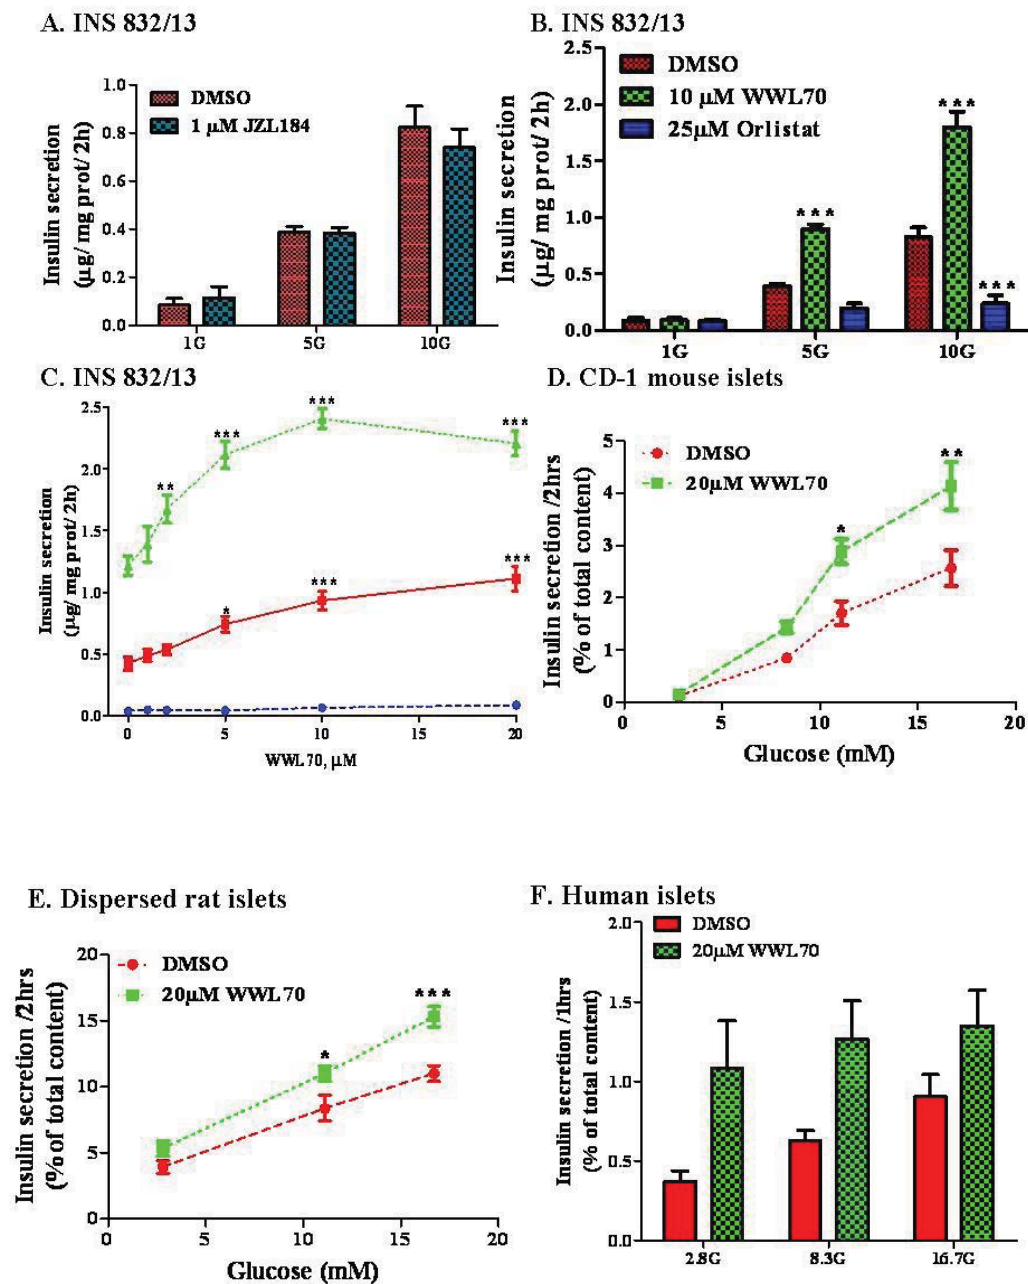 A. INS 832/13
Insulin secretion
(µg/ mg prot/ 2h)
1.0
0.8
0.6
0.4
0.2
0.0
DMSO
1 µM JZL184
1G
5G
10G
B. INS 832/13
Insulin secretion
(µg/ mg prot/ 2h)
2.5
2.0
1.5
1.0
0.5
0.0
DMSO
10 µM WWL70
25µM Orlistat
***
***
***
1G
5G
10G
C. INS 832/13
Insulin secretion
(µg/ mg prot/ 2h)
2.5
2.0
1.5
1.0
0.5
0.0
**
***
***
***
*
***
***
0
5
10
15
20
WWL70, µM
D. CD-1 mouse islets
Insulin secretion /2hrs
(% of total content)
5
4
3
2
1
0
DMSO
20µM WWL70
*
**
0
5
10
15
20
Glucose (mM)
E. Dispersed rat islets
Insulin secretion /2hrs
(% of total content)
20
15
10
5
0
DMSO
20µM WWL70
*
***
0
5
10
15
20
Glucose (mM)
F. Human islets
Insulin secretion /1hrs
(% of total content)
2.0
1.5
1.0
0.5
0.0
DMSO
20µM WWL70
2.8G
8.3G
16.7G